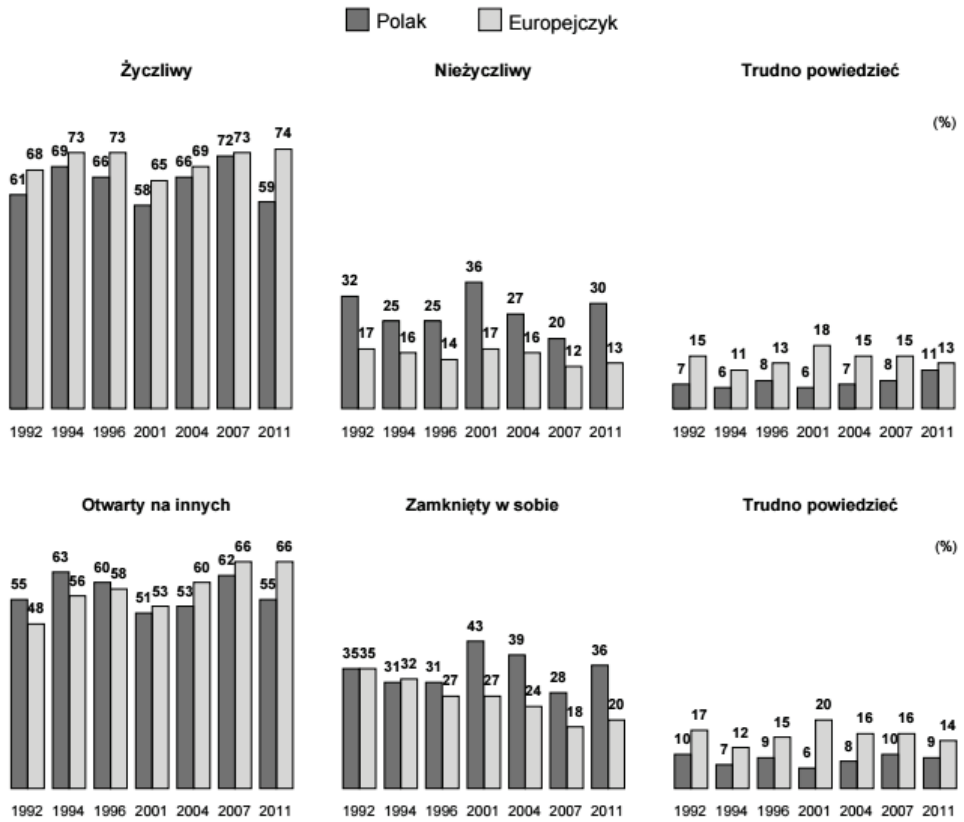 Polak Europejczyk
Życzliwy Nieżyczliwy Trudno powiedzieć
(%)
61 68 69 73 66 73 58 65 66 69 72 73 59 74
32 17 25 16 25 14 36 17 27 16 20 12 30 13
7 15 6 11 8 13 6 18 7 15 8 15 11 13
1992 1994 1996 2001 2004 2007 2011 1992 1994 1996 2001 2004 2007 2011 1992 1994 1996 2001 2004 2007 2011
Otwarty na innych Zamknięty w sobie Trudno powiedzieć
(%)
55 48 63 56 60 58 51 53 53 60 62 66 55 66
35 35 31 32 31 27 43 27 39 24 28 18 36 20
10 17 7 12 9 15 6 20 8 16 10 16 9 14
1992 1994 1996 2001 2004 2007 2011 1992 1994 1996 2001 2004 2007 2011 1992 1994 1996 2001 2004 2007 2011